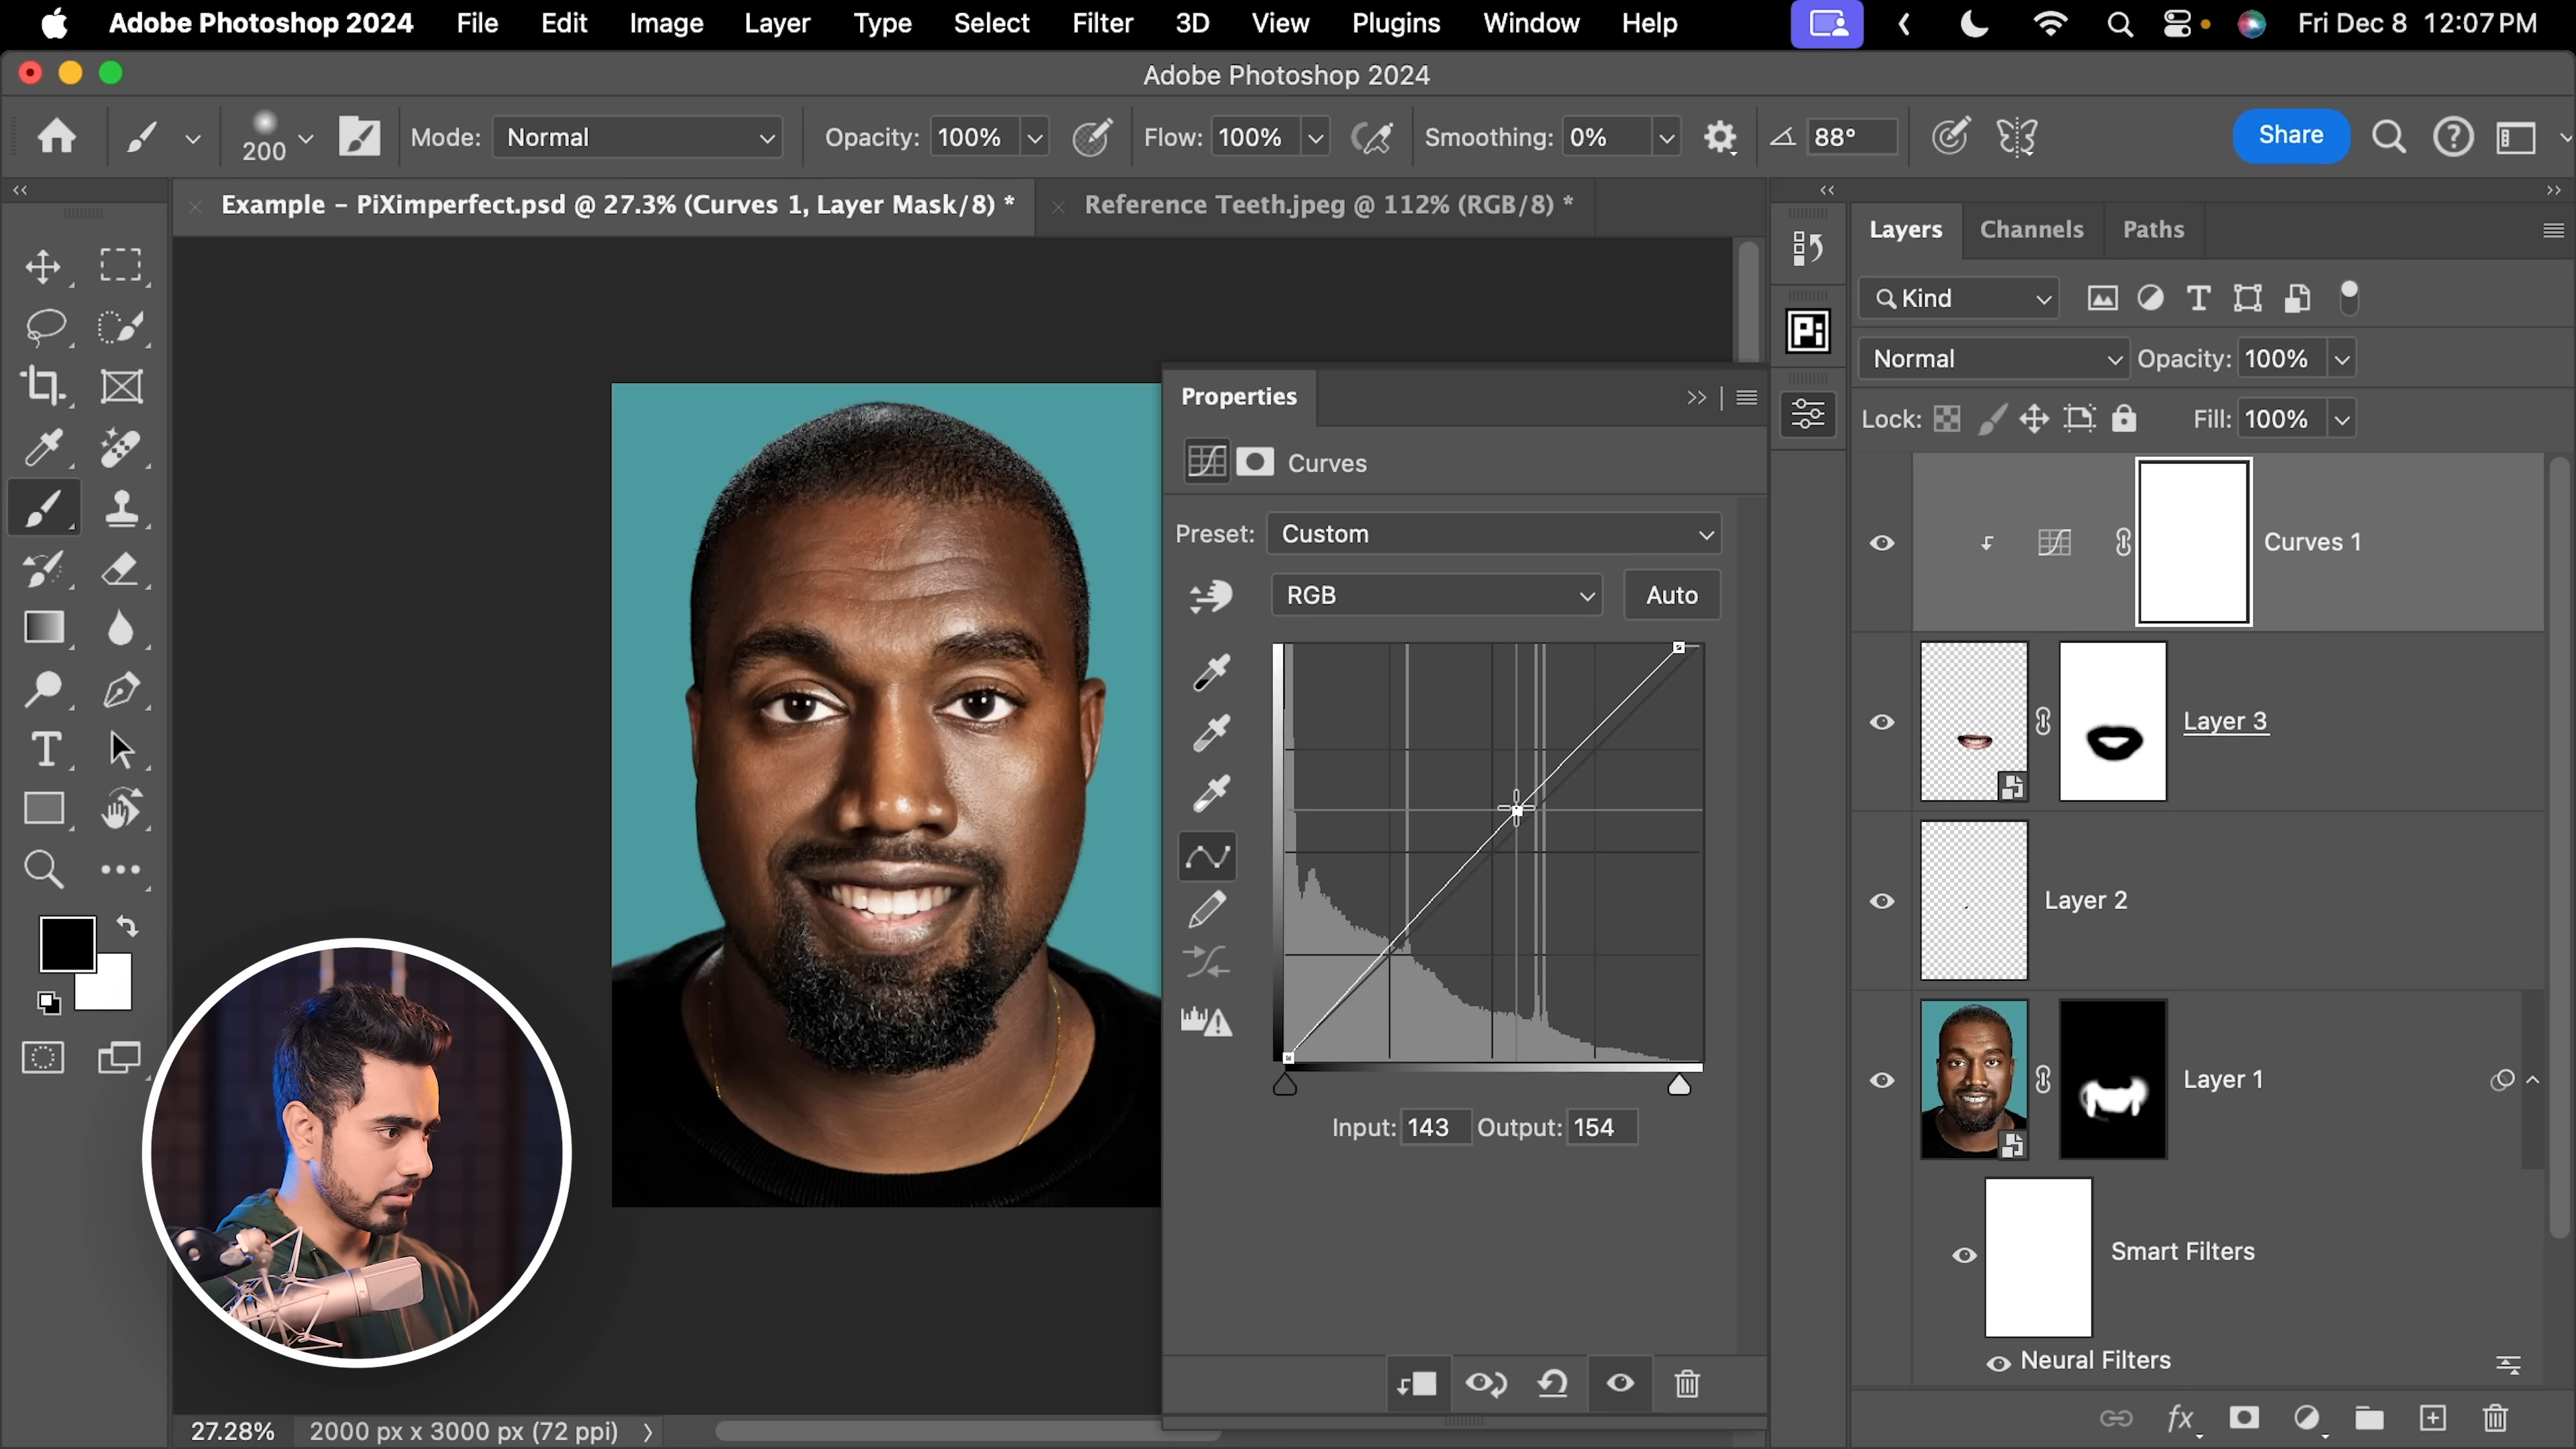 Adobe Photoshop 2024 File Edit Image Layer Type Select Filter 3D View Plugins Window Help Fri Dec 8 12:07 PM
Adobe Photoshop 2024
200 Mode: Normal Opacity: 100% Flow: 100% Smoothing: 0% 88° Share
Example – PiXimperfect.psd @ 27.3% (Curves 1, Layer Mask/8) * Reference Teeth.jpeg @ 112% (RGB/8) *
Layers Channels Paths
Kind
Pi
Normal Opacity: 100%
Lock: Fill: 100%
Properties
Curves
Preset: Custom
RGB Auto
Input: 143 Output: 154
Curves 1
Layer 3
Layer 2
Layer 1
Smart Filters
Neural Filters
fx
27.28% 2000 px x 3000 px (72 ppi)